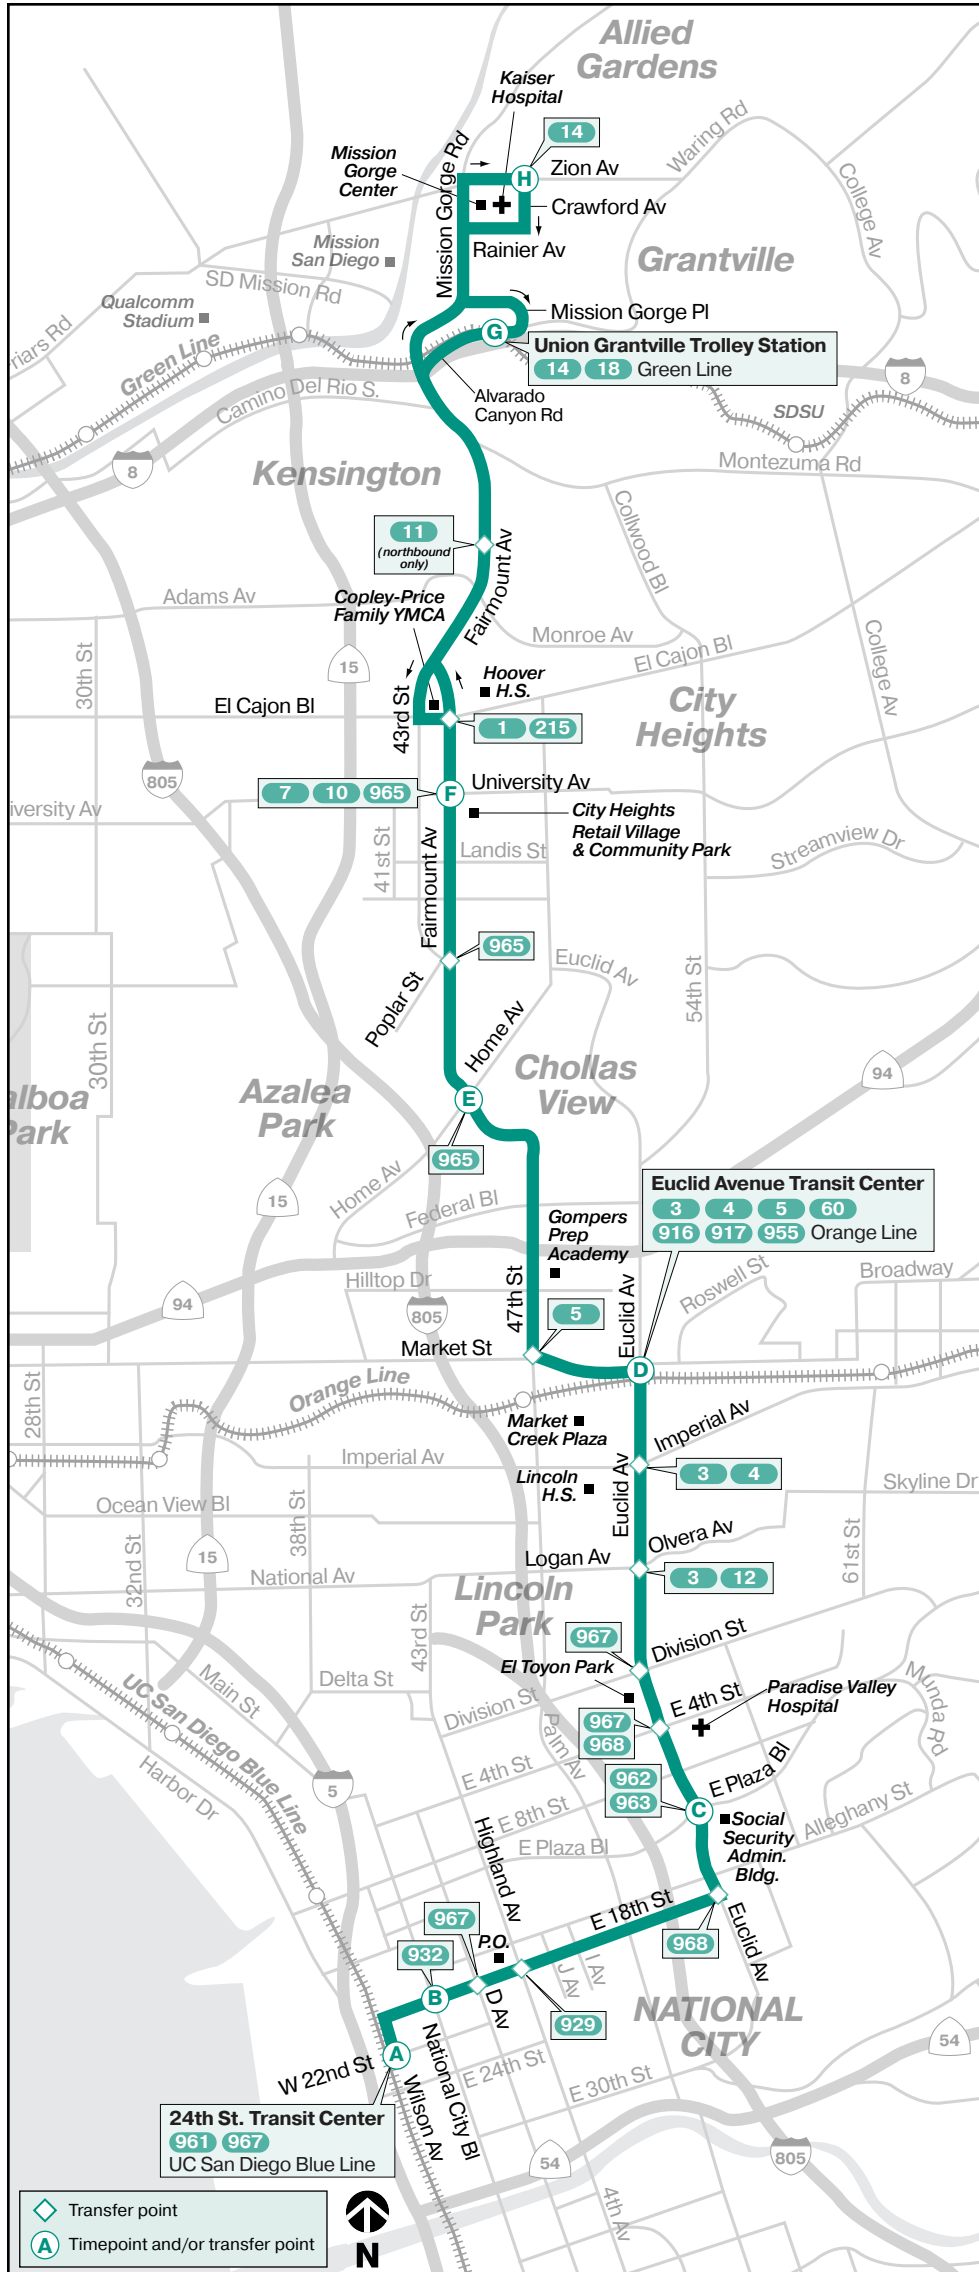 Allied
Gardens
Kaiser
Hospital
14
Mission
Gorge
Center
Mission Gorge Rd
H
Zion Av
Waring Rd
College Av
Crawford Av
Rainier Av
Mission
San Diego
Grantville
SD Mission Rd
Qualcomm
Stadium
Mission Gorge Pl
riars Rd
Green Line
G
Union Grantville Trolley Station
14 18 Green Line
8
Camino Del Rio S.
Alvarado
Canyon Rd
SDSU
8
Kensington
Montezuma Rd
Collwood Bl
11
(northbound
only)
Fairmount Av
Adams Av
Copley-Price
Family YMCA
Monroe Av
College Av
30th St
15
El Cajon Bl
Hoover
H.S.
43rd St
El Cajon Bl
City
Heights
1 215
805
7 10 965
F
University Av
iversity Av
City Heights
Retail Village
& Community Park
41st St
Landis St
Streamview Dr
Fairmount Av
965
Euclid Av
54th St
Poplar St
Home Av
30th St
Chollas
View
94
alboa
Park
Azalea
Park
E
965
Home Av
15
Federal Bl
Euclid Avenue Transit Center
3 4 5 60
916 917 955 Orange Line
Gompers
Prep
Academy
Hilltop Dr
47th St
Euclid Av
Roswell St
Broadway
94
805
5
Market St
D
28th St
Orange Line
Market
Creek Plaza
Imperial Av
Imperial Av
3 4
Lincoln
H.S.
Euclid Av
Skyline Dr
Ocean View Bl
38th St
32nd St
15
Olvera Av
61st St
Logan Av
National Av
3 12
Lincoln
Park
43rd St
967
Division St
El Toyon Park
Main St
Delta St
UC San Diego Blue Line
Division St
Palm Av
E 4th St
Paradise Valley
Hospital
Munda Rd
967
968
Harbor Dr
5
E 4th St
962
963
E Plaza Bl
C
E 8th St
Social
Security
Admin.
Bldg.
Alleghany St
Highland Av
E Plaza Bl
E 18th St
967
P.O.
968
Euclid Av
932
I Av
J Av
B
D Av
929
NATIONAL
CITY
54
W 22nd St
A
Wilson Av
National City Bl
E 24th St
E 30th St
24th St. Transit Center
961 967
UC San Diego Blue Line
54
805
4th Av
Transfer point
A Timepoint and/or transfer point
N